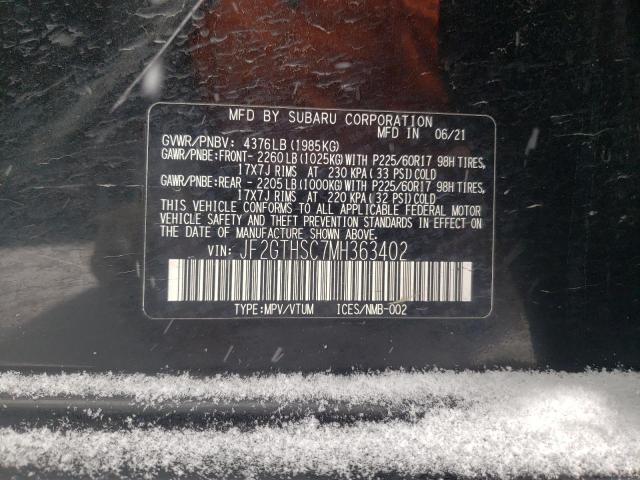 MFD BY SUBARU CORPORATION
MFD IN 06/21
GVWR/PNBV: 4376LB (1985KG)
GAWR/PNBE:FRONT- 2260LB (1025KG)WITH P225/60R17 98H TIRES,
17X7J RIMS AT 230 KPA (33 PSI)COLD
GAWR/PNBE:REAR - 2205LB (1000KG)WITH P225/60R17 98H TIRES,
17X7J RIMS AT 220 KPA (32 PSI)COLD
THIS VEHICLE CONFORMS TO ALL APPLICABLE FEDERAL MOTOR
VEHICLE SAFETY AND THEFT PREVENTION STANDARDS IN EFFECT ON
THE DATE OF MANUFACTURE SHOWN ABOVE.
VIN: JF2GTHSC7MH363402
TYPE:MPV/VTUM ICES/NMB-002